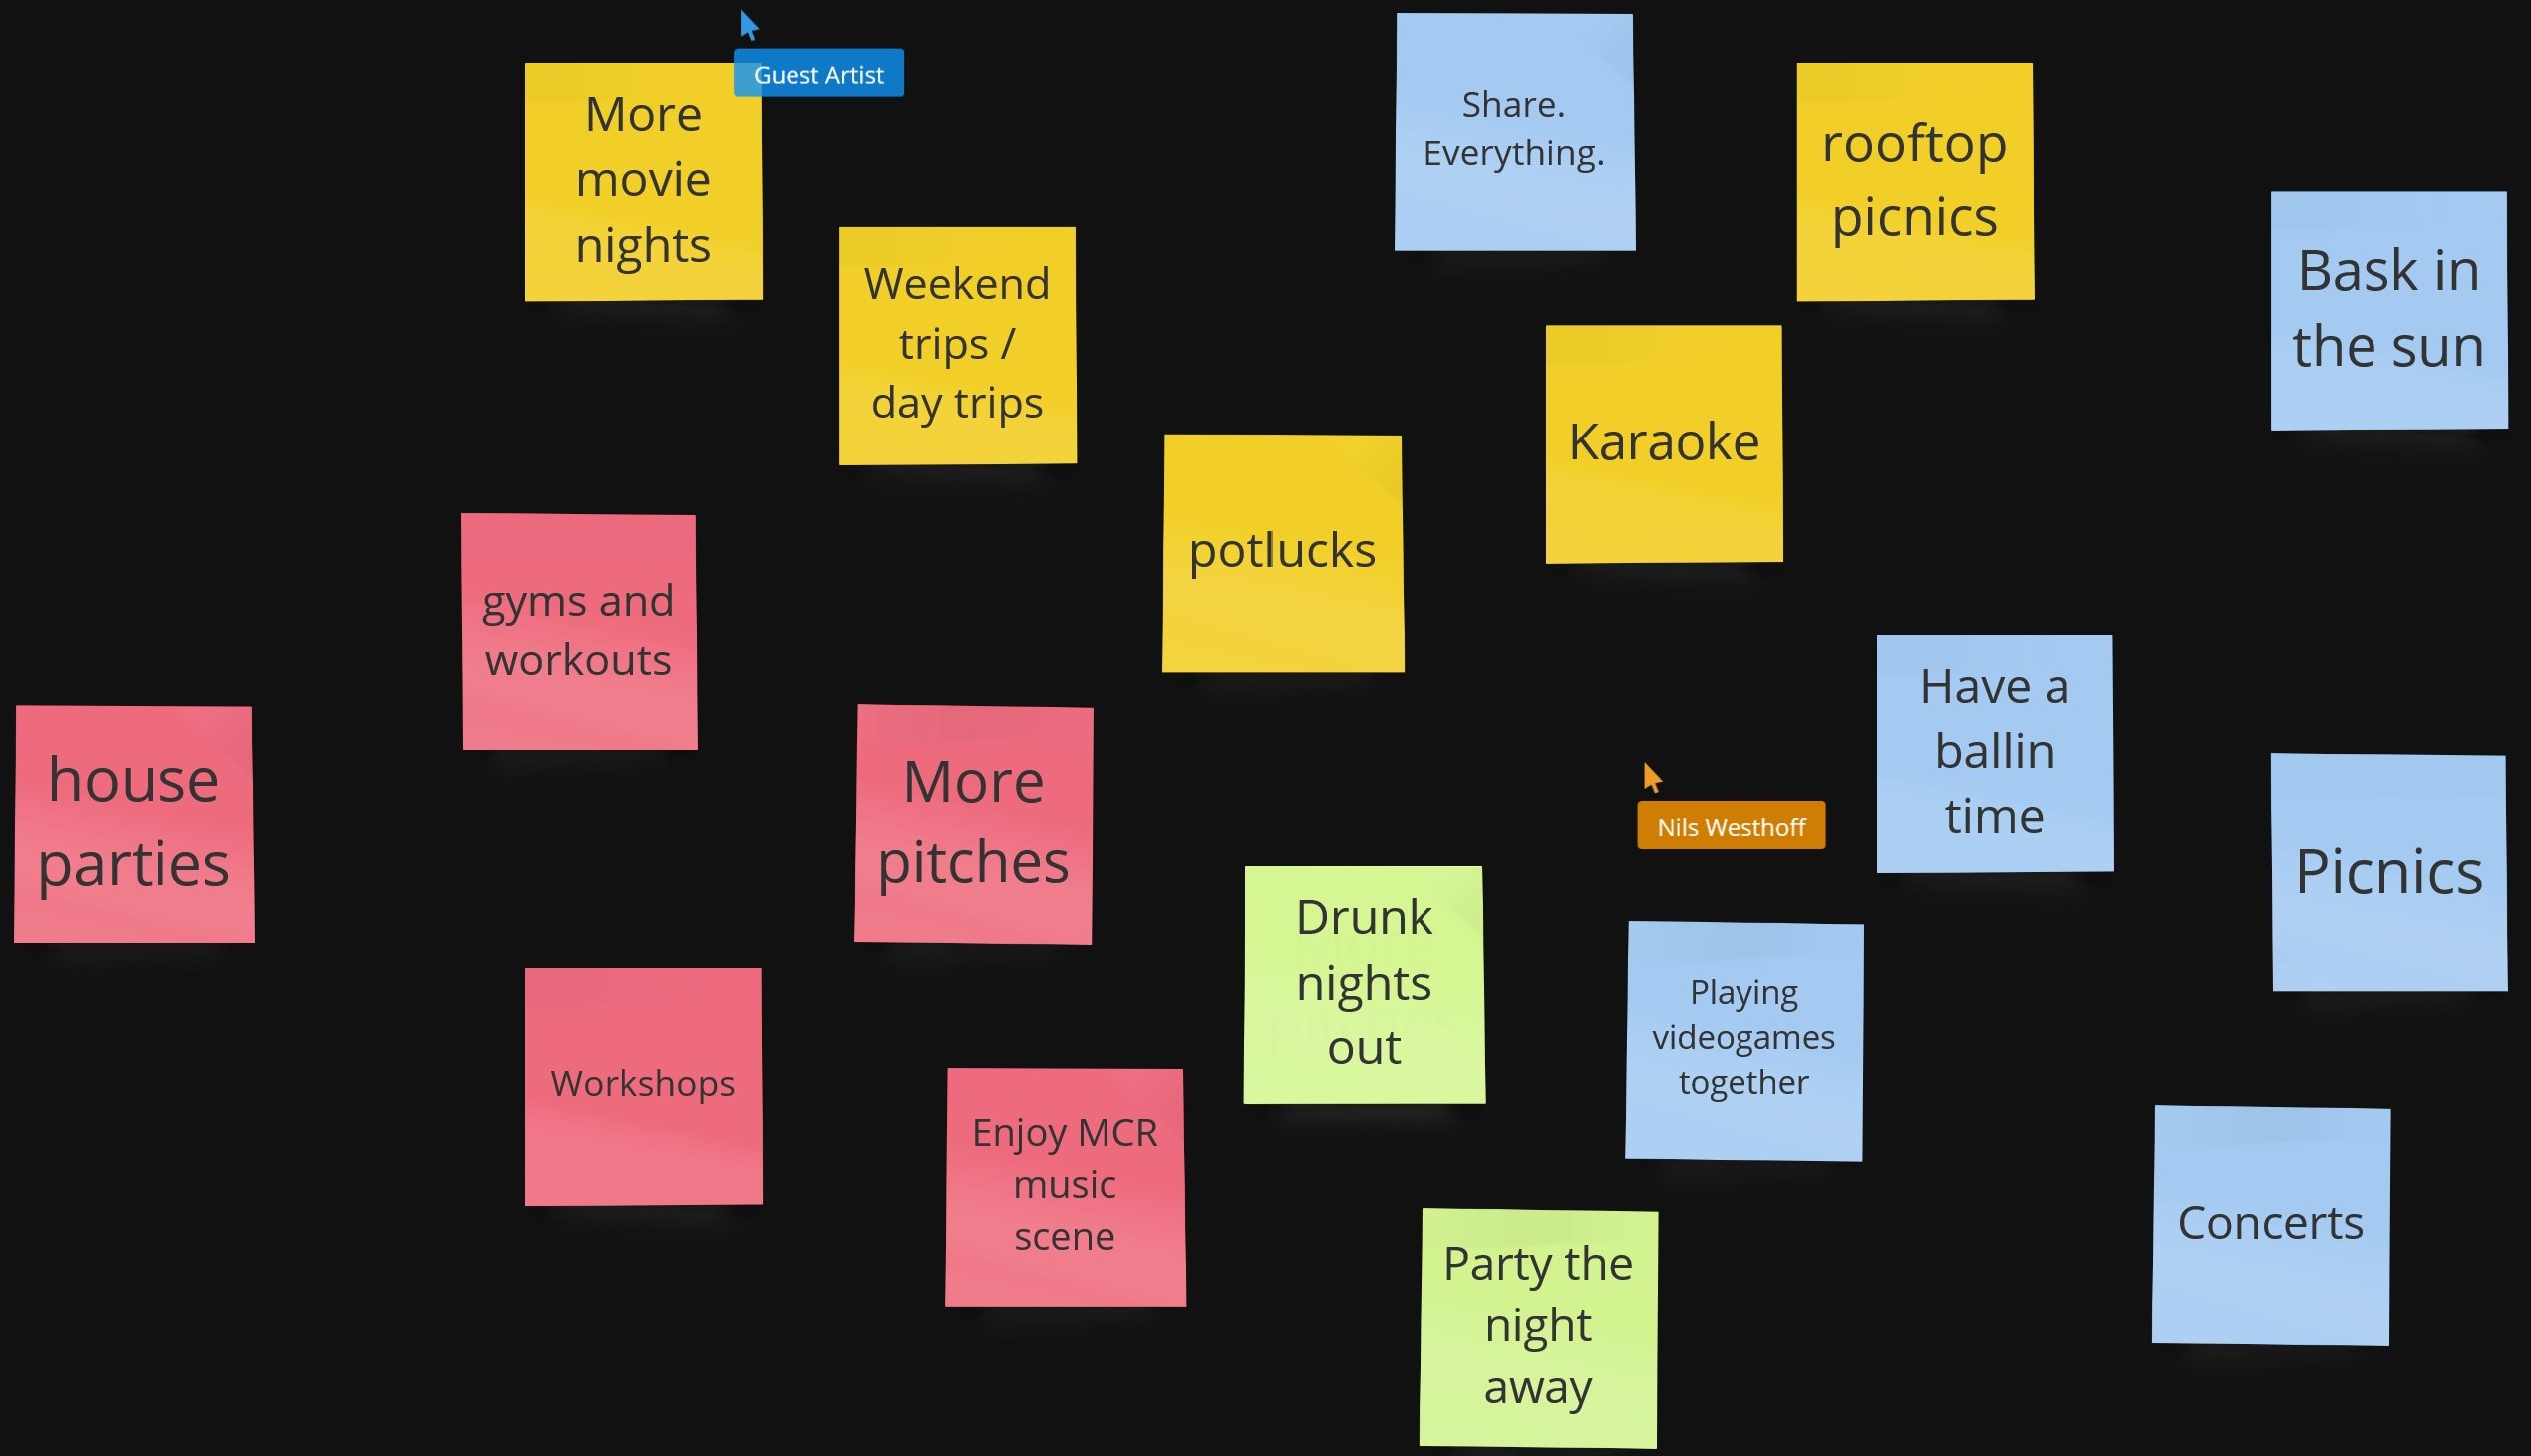 Guest Artist
More
movie
nights
Share.
Everything.
rooftop
picnics
Weekend
trips /
day trips
Bask in
the sun
Karaoke
potlucks
gyms and
workouts
house
parties
More
pitches
Have a
ballin
time
Nils Westhoff
Picnics
Drunk
nights
out
Playing
videogames
together
Workshops
Enjoy MCR
music
scene
Concerts
Party the
night
away